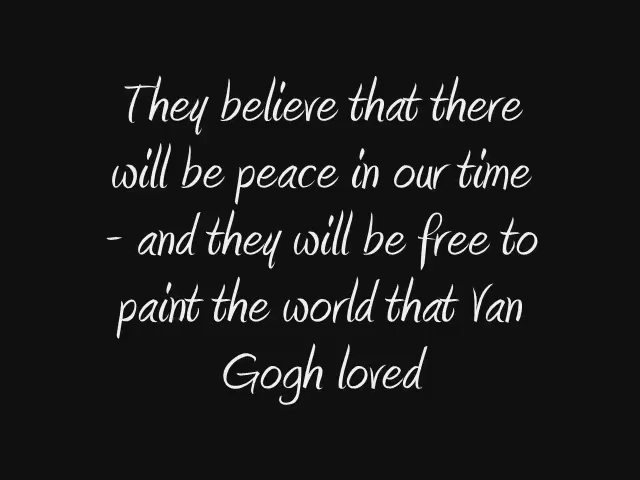 They believe that there
will be peace in our time
- and they will be free to
paint the world that Van
Gogh loved